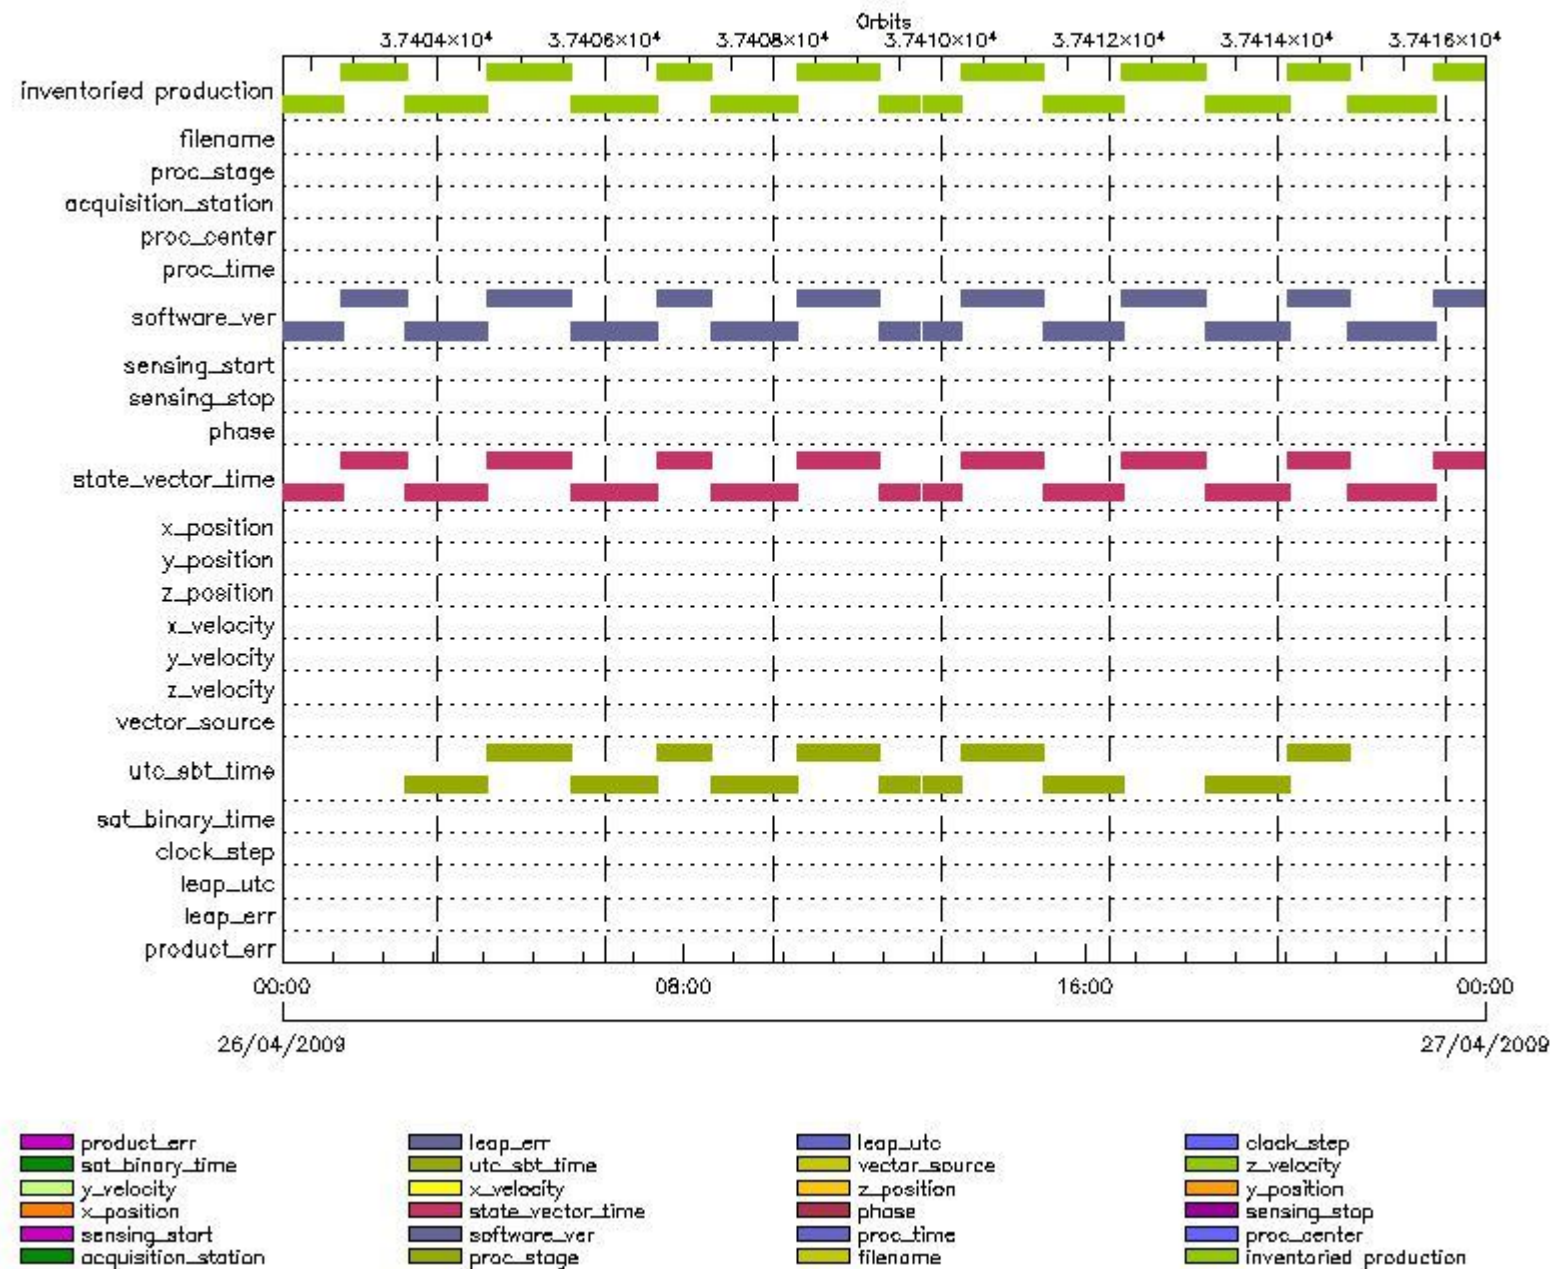 Orbits
3.7404×10⁴ 3.7406×10⁴ 3.7408×10⁴ 3.7410×10⁴ 3.7412×10⁴ 3.7414×10⁴ 3.7416×10⁴
inventoried production
filename
proc_stage
acquisition_station
proc_center
proc_time
software_ver
sensing_start
sensing_stop
phase
state_vector_time
x_position
y_position
z_position
x_velocity
y_velocity
z_velocity
vector_source
utc_sbt_time
sat_binary_time
clock_step
leap_utc
leap_err
product_err
00:00 08:00 16:00 00:00
26/04/2009 27/04/2009
product_err leap_err leap_utc clock_step
sat_binary_time utc_sbt_time vector_source z_velocity
y_velocity x_velocity z_position y_position
x_position state_vector_time phase sensing_stop
sensing_start software_ver proc_time proc_center
acquisition_station proc_stage filename inventoried production